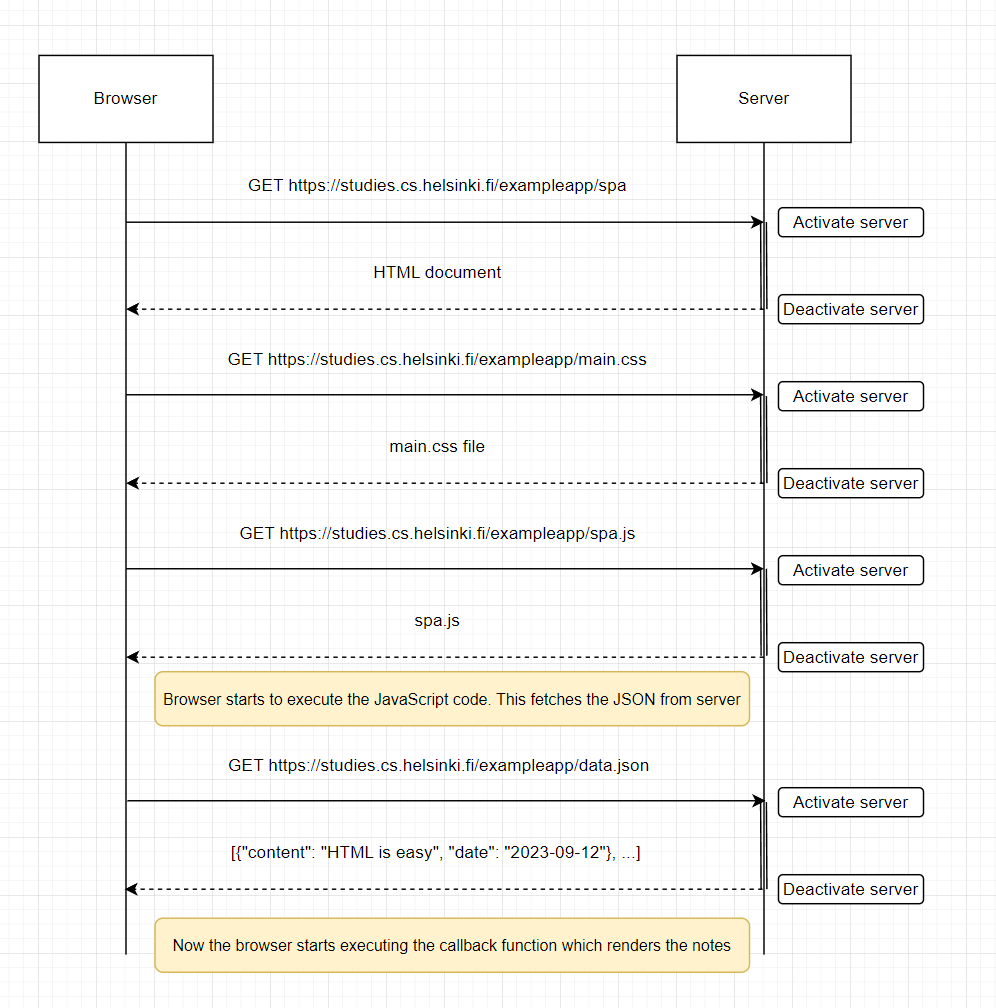 Browser
Server
GET https://studies.cs.helsinki.fi/exampleapp/spa
Activate server
HTML document
Deactivate server
GET https://studies.cs.helsinki.fi/exampleapp/main.css
Activate server
main.css file
Deactivate server
GET https://studies.cs.helsinki.fi/exampleapp/spa.js
Activate server
spa.js
Deactivate server
Browser starts to execute the JavaScript code. This fetches the JSON from server
GET https://studies.cs.helsinki.fi/exampleapp/data.json
Activate server
[{"content": "HTML is easy", "date": "2023-09-12"}, ...]
Deactivate server
Now the browser starts executing the callback function which renders the notes